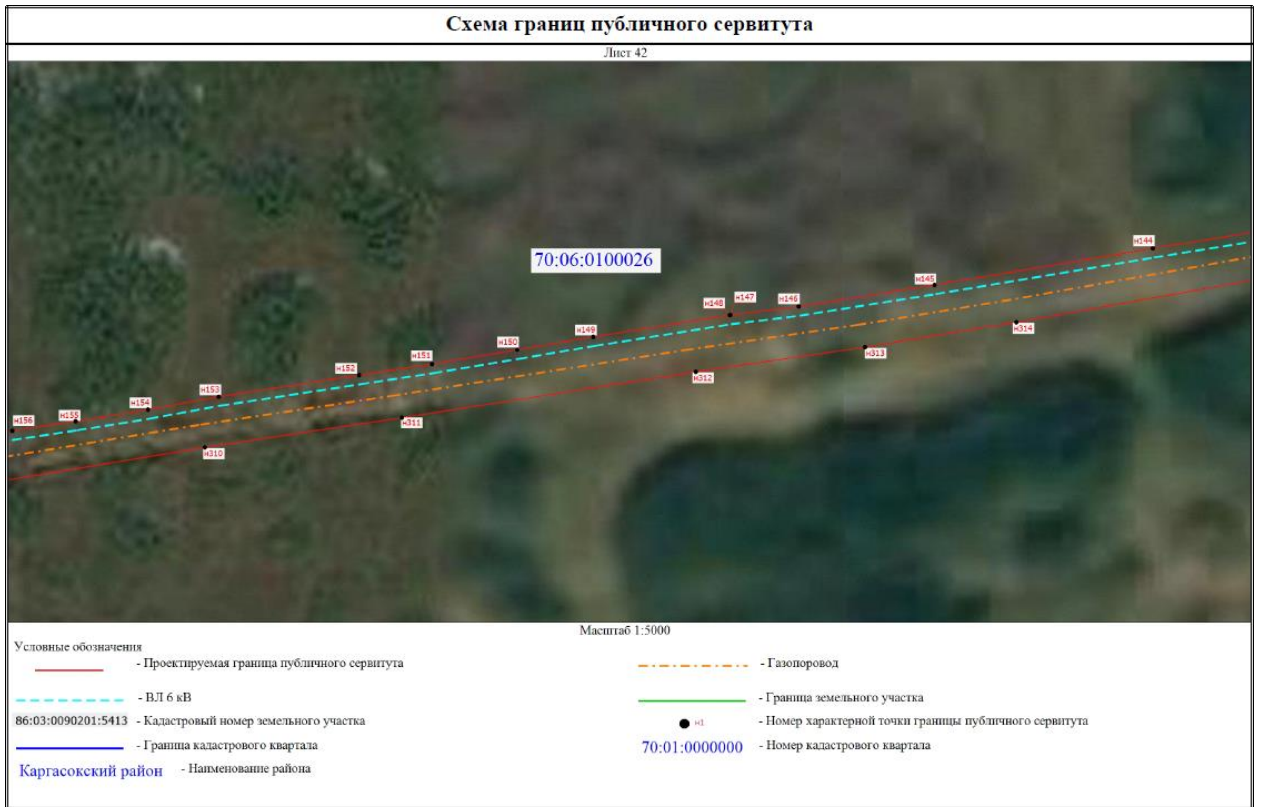 Схема границ публичного сервитута
Лист 42
н144
70:06:0100026
н145
н147
н146
н148
н314
н149
н150
н313
н151
н152
н312
н153
н154
н155
н311
н156
н310
Масштаб 1:5000
Условные обозначения
- Проектируемая граница публичного сервитута
- Газопоровод
- ВЛ 6 кВ
- Граница земельного участка
86:03:0090201:5413 - Кадастровый номер земельного участка
н1 - Номер характерной точки границы публичного сервитута
- Граница кадастрового квартала
70:01:0000000 - Номер кадастрового квартала
Каргасокский район - Наименование района